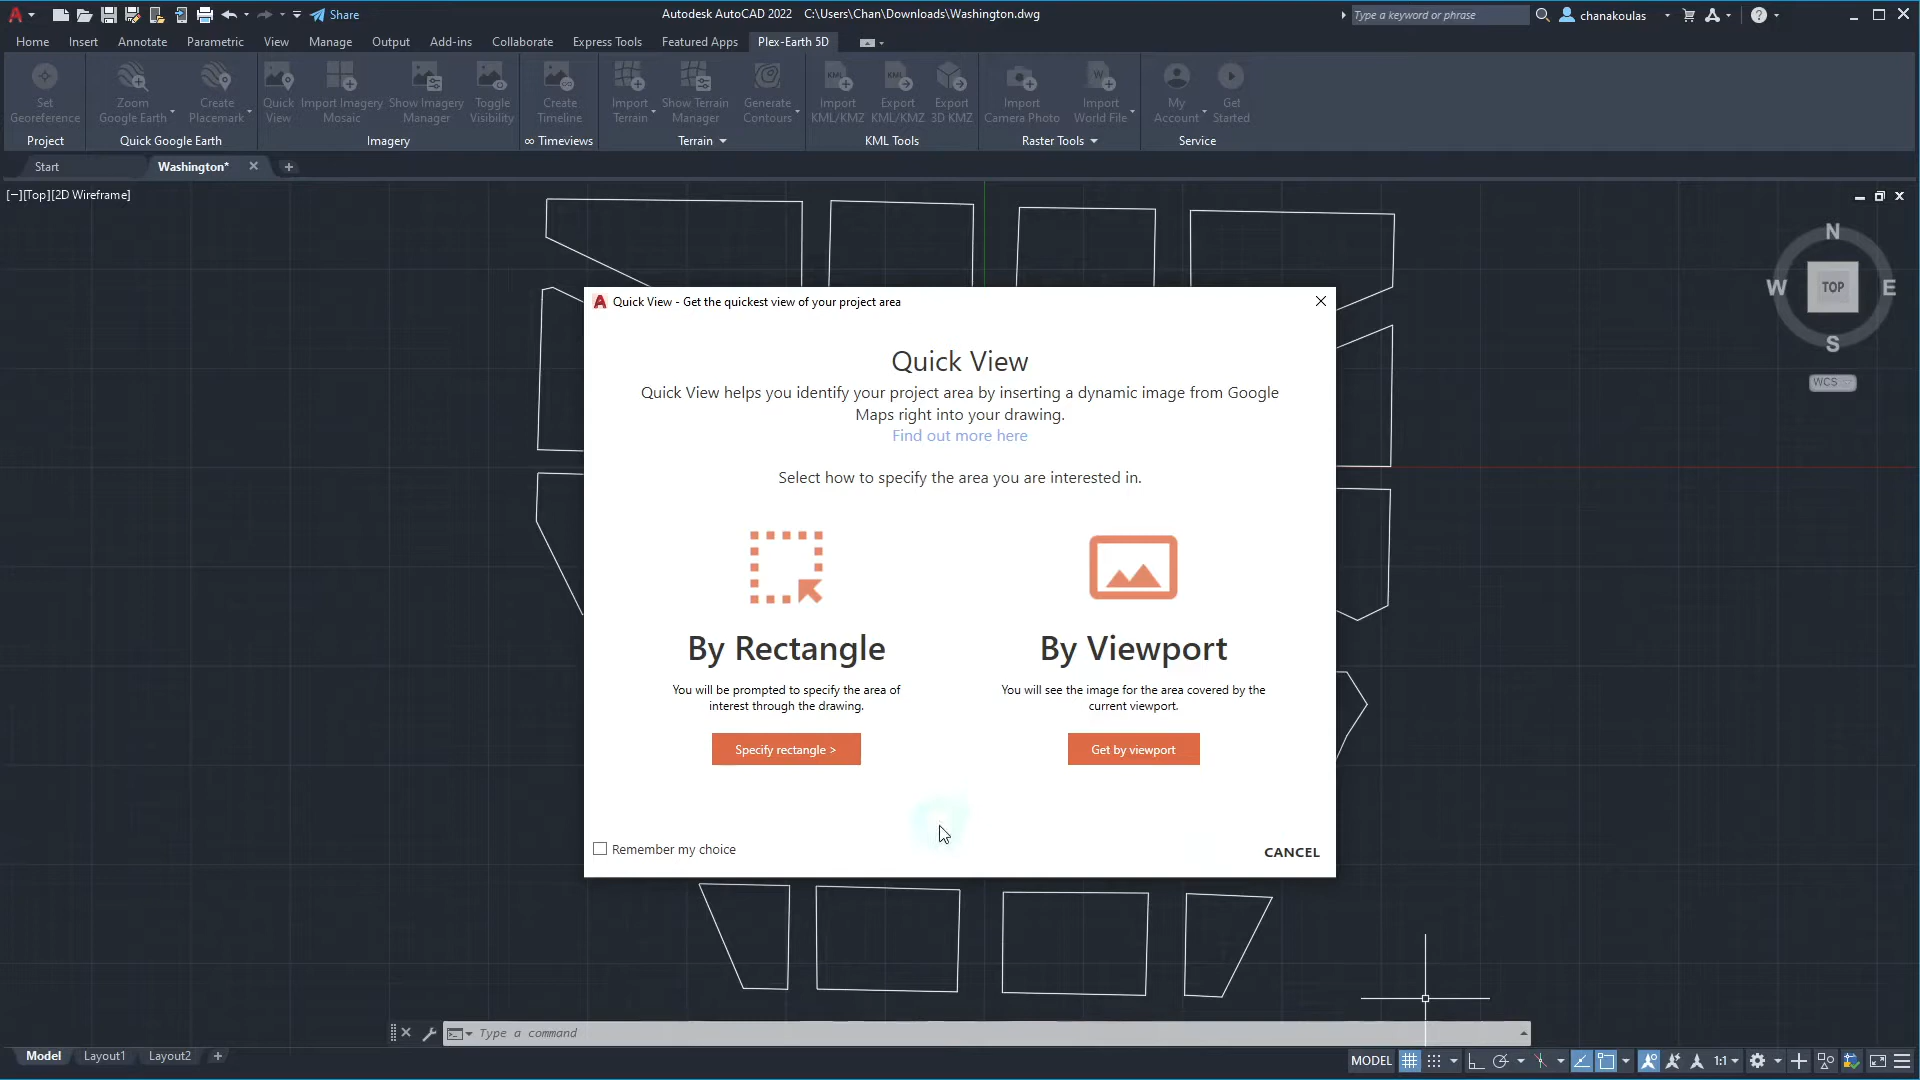 Share
Autodesk AutoCAD 2022 C:\Users\Chan\Downloads\Washington.dwg
Type a keyword or phrase
chanakoulas
Home Insert Annotate Parametric View Manage Output Add-ins Collaborate Express Tools Featured Apps Plex-Earth 5D
Set Georeference
Zoom Google Earth
Create Placemark
Quick View
Import Imagery Mosaic
Show Imagery Manager
Toggle Visibility
Create Timeline
Import Terrain
Show Terrain Manager
Generate Contours
KML
Import KML/KMZ
KML
Export KML/KMZ
Export 3D KMZ
Import Camera Photo
W
Import World File
My Account
Get Started
Project Quick Google Earth Imagery ∞ Timeviews Terrain KML Tools Raster Tools Service
Start Washington*
[−][Top][2D Wireframe]
N
W TOP E
S
WCS
Quick View - Get the quickest view of your project area
Quick View
Quick View helps you identify your project area by inserting a dynamic image from Google
Maps right into your drawing.
Find out more here
Select how to specify the area you are interested in.
By Rectangle
You will be prompted to specify the area of
interest through the drawing.
Specify rectangle >
By Viewport
You will see the image for the area covered by the
current viewport.
Get by viewport
Remember my choice
CANCEL
Type a command
Model Layout1 Layout2
MODEL 1:1